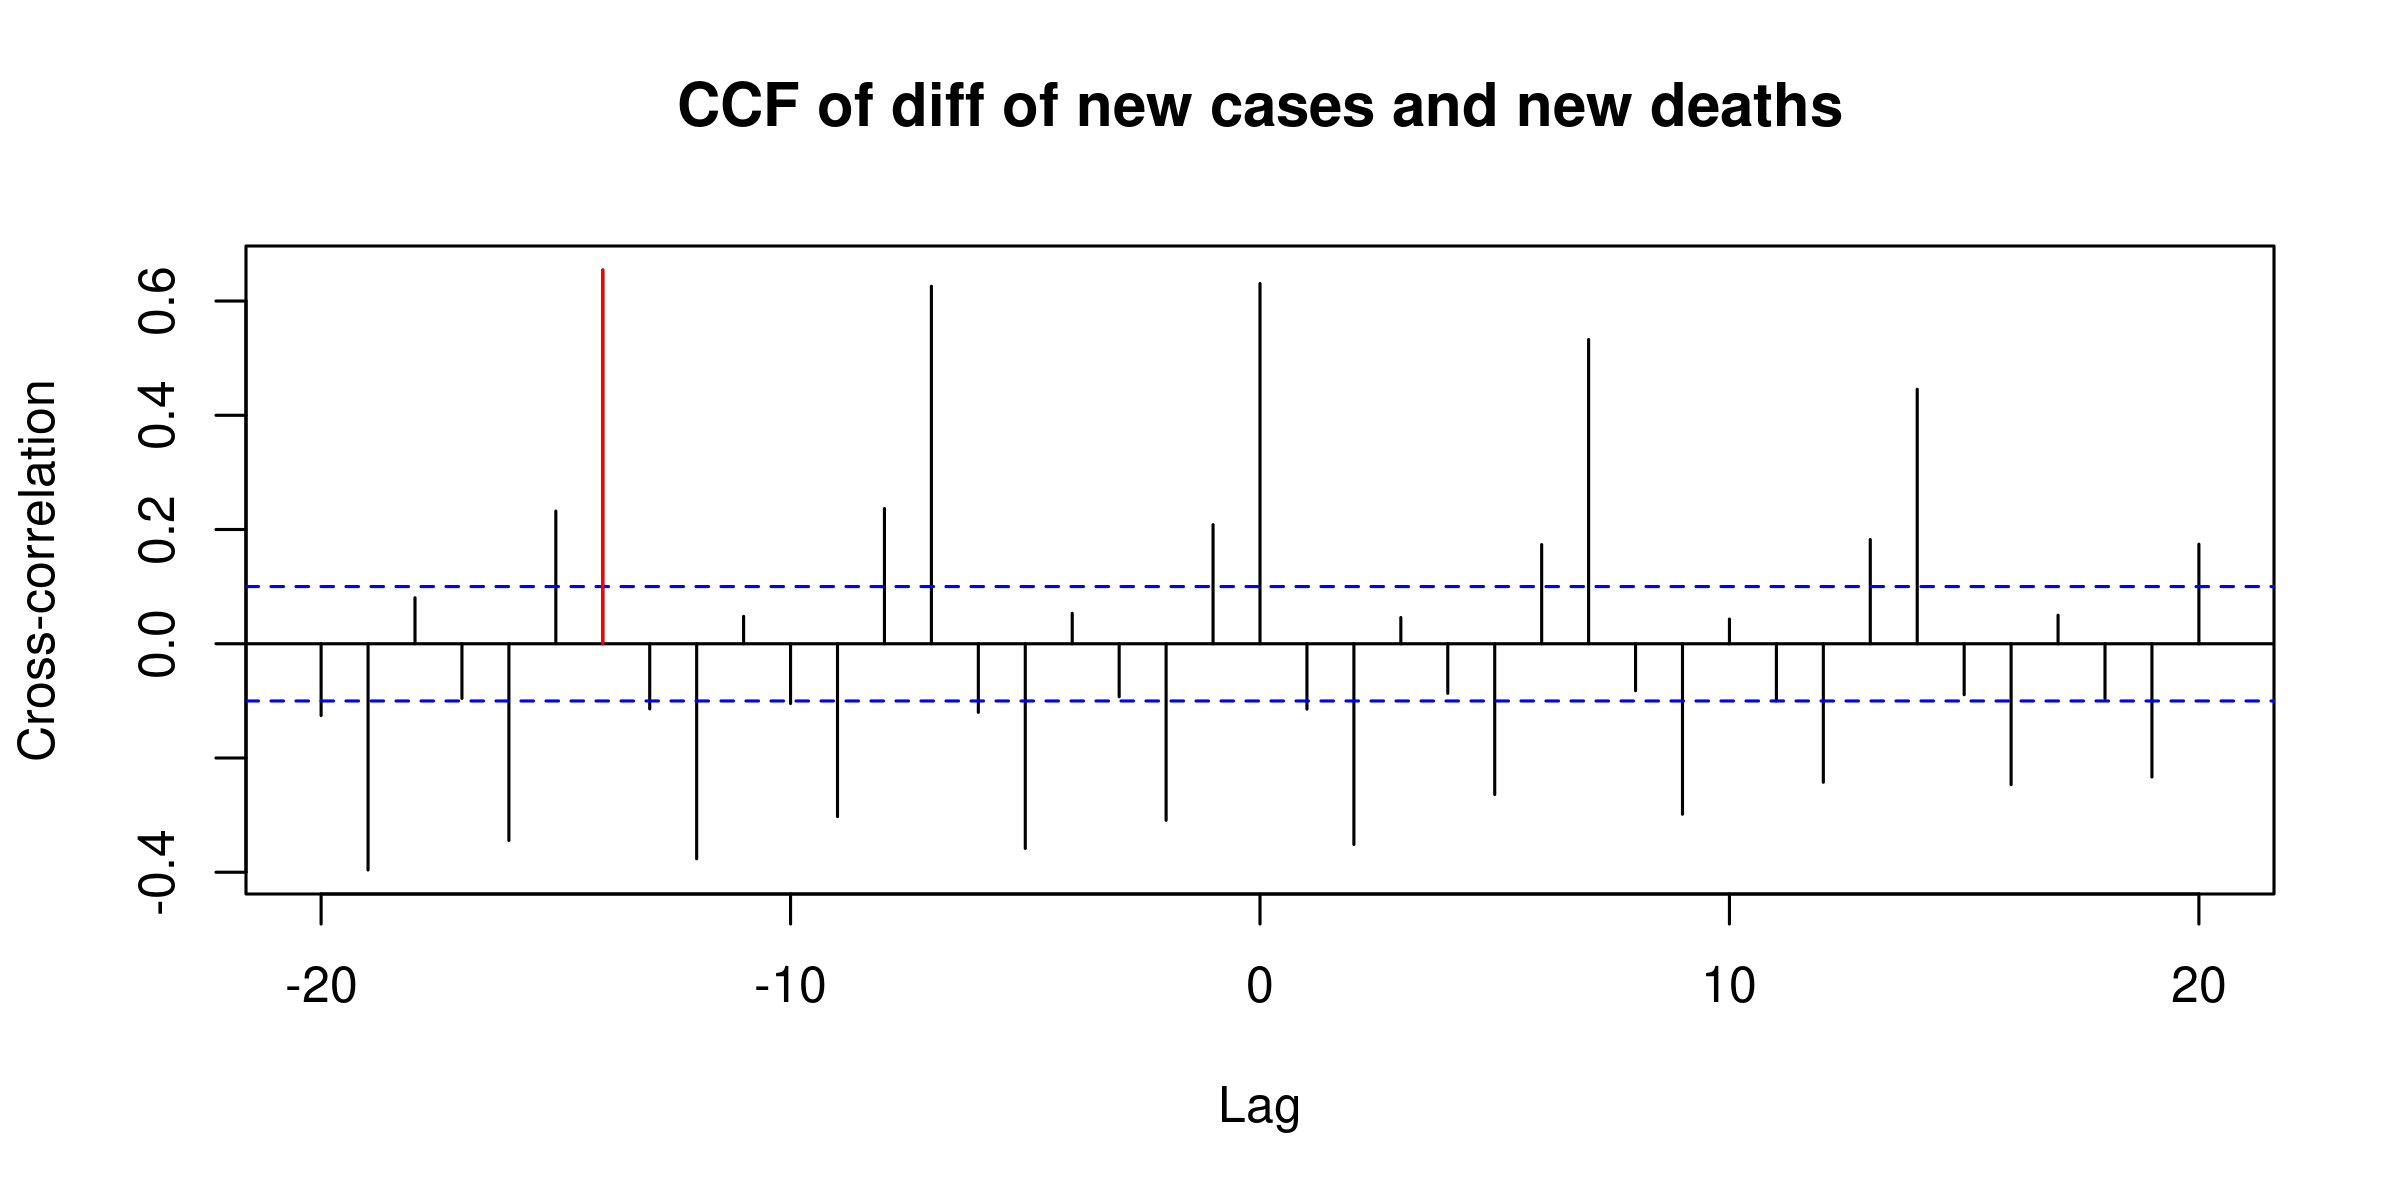 CCF of diff of new cases and new deaths
Cross-correlation
0.6
0.4
0.2
0.0
-0.4
-20 -10 0 10 20
Lag